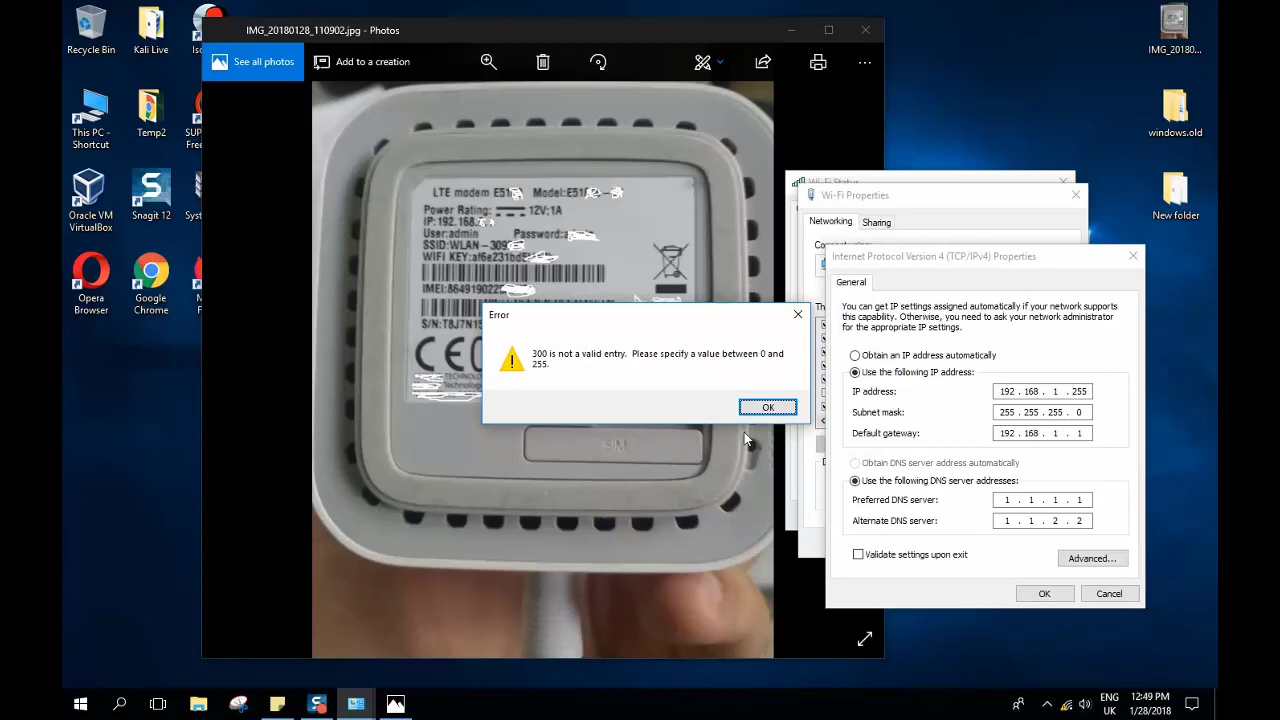 IMG_20180128_110902.jpg - Photos
See all photos
Add to a creation
Recycle Bin
Kali Live
IMG_20180...
This PC -
Shortcut
Temp2
windows.old
Oracle VM
VirtualBox
Snagit 12
New folder
Opera
Browser
Google
Chrome
LTE modem
Power Rating:
12V;1A
IP:192.168.
User:admin
SSID:WLAN-309
WIFI KEY:af6e231bd
IMEI:864919022
SIM
Wi-Fi Status
Wi-Fi Properties
Networking
Sharing
Internet Protocol Version 4 (TCP/IPv4) Properties
General
You can get IP settings assigned automatically if your network supports
this capability. Otherwise, you need to ask your network administrator
for the appropriate IP settings.
Obtain an IP address automatically
Use the following IP address:
IP address: 192 . 168 . 1 . 255
Subnet mask: 255 . 255 . 255 . 0
Default gateway: 192 . 168 . 1 . 1
Obtain DNS server address automatically
Use the following DNS server addresses:
Preferred DNS server: 1 . 1 . 1 . 1
Alternate DNS server: 1 . 1 . 2 . 2
Validate settings upon exit
Advanced...
OK
Cancel
Error
300 is not a valid entry. Please specify a value between 0 and
255.
OK
ENG
UK
12:49 PM
1/28/2018